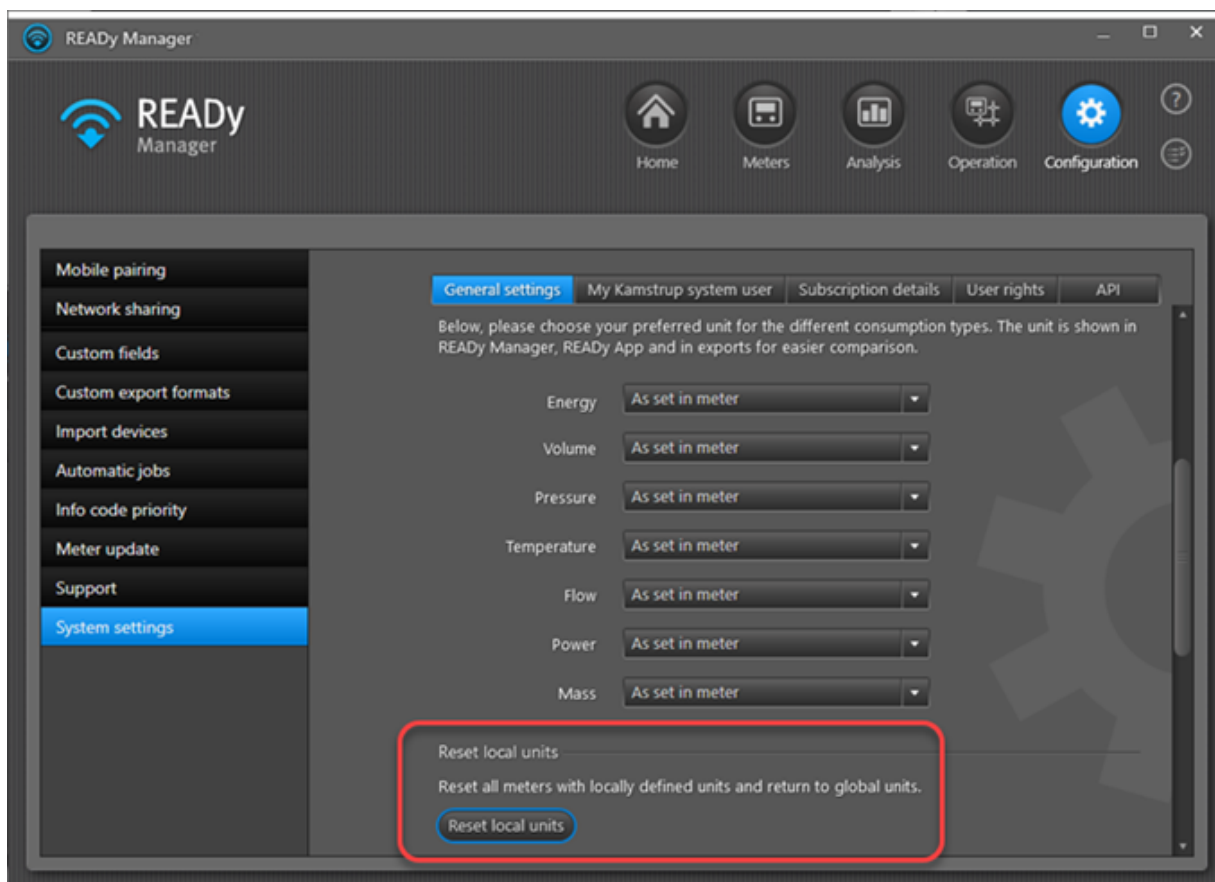 READy Manager
READy
Manager
Home
Meters
Analysis
Operation
Configuration
?
Mobile pairing
Network sharing
Custom fields
Custom export formats
Import devices
Automatic jobs
Info code priority
Meter update
Support
System settings
General settings
My Kamstrup system user
Subscription details
User rights
API
Below, please choose your preferred unit for the different consumption types. The unit is shown in
READy Manager, READy App and in exports for easier comparison.
Energy As set in meter
Volume As set in meter
Pressure As set in meter
Temperature As set in meter
Flow As set in meter
Power As set in meter
Mass As set in meter
Reset local units
Reset all meters with locally defined units and return to global units.
Reset local units